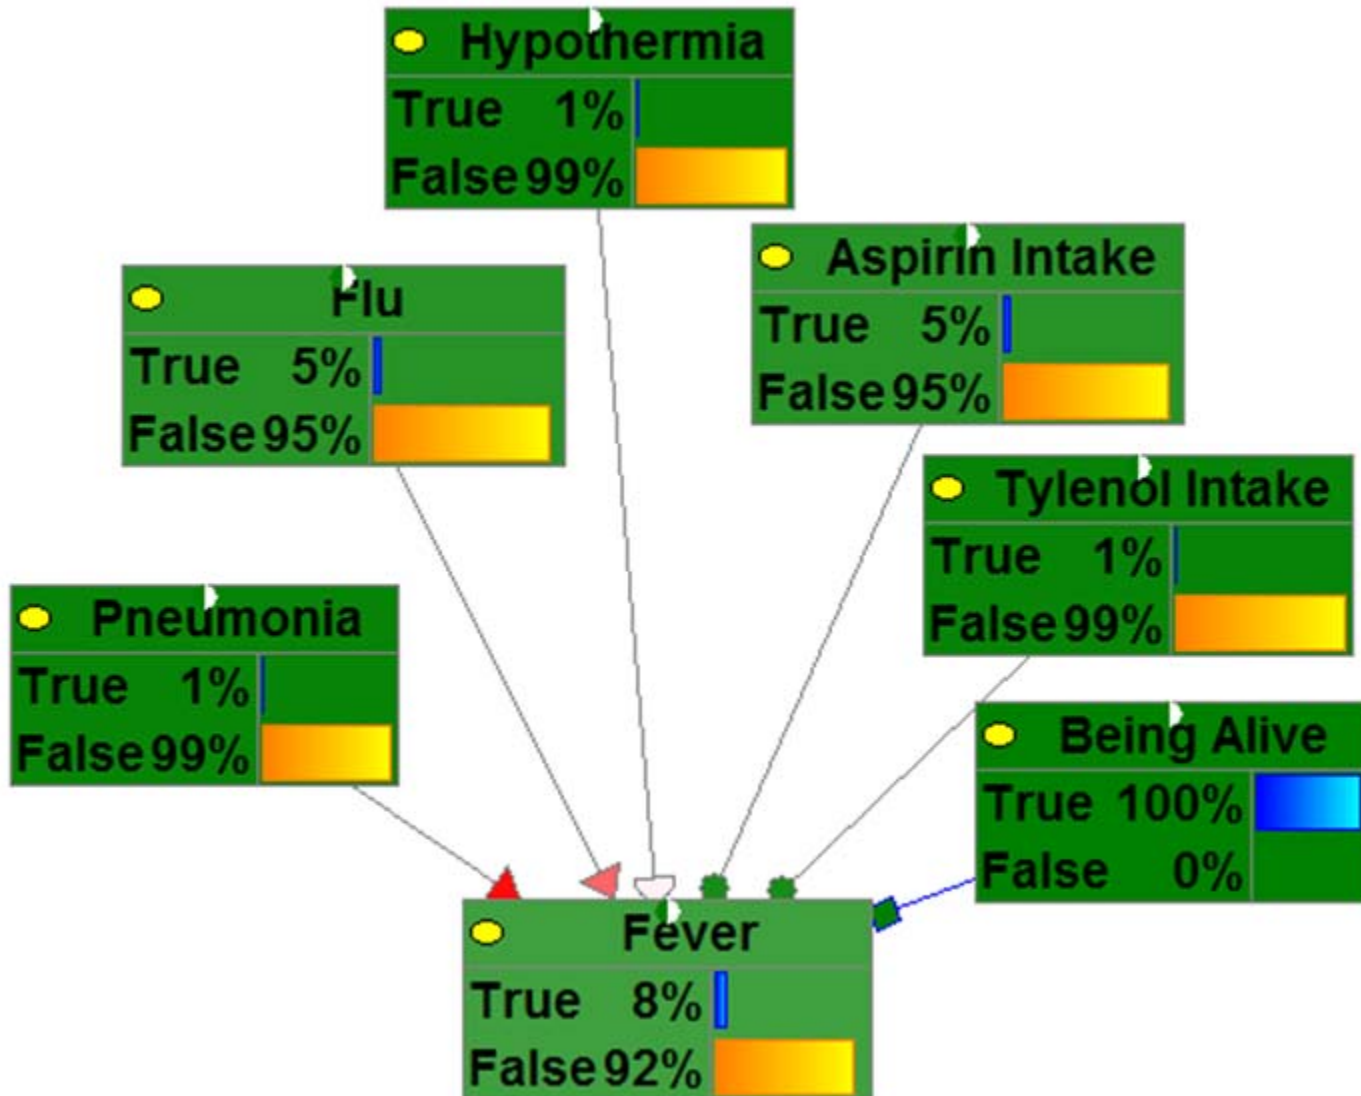 Hypothermia
True 1%
False 99%
Flu
True 5%
False 95%
Aspirin Intake
True 5%
False 95%
Tylenol Intake
True 1%
False 99%
Pneumonia
True 1%
False 99%
Being Alive
True 100%
False 0%
Fever
True 8%
False 92%